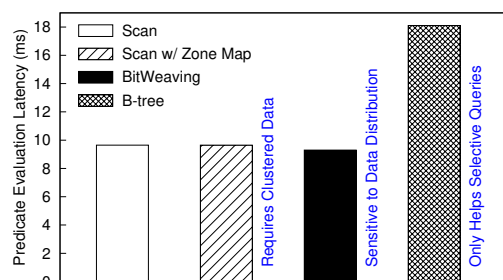 Predicate Evaluation Latency (ms)
18
16
14
12
10
8
6
4
2
0
Scan
Scan w/ Zone Map
BitWeaving
B-tree
Requires Clustered Data
Sensitive to Data Distribution
Only Helps Selective Queries